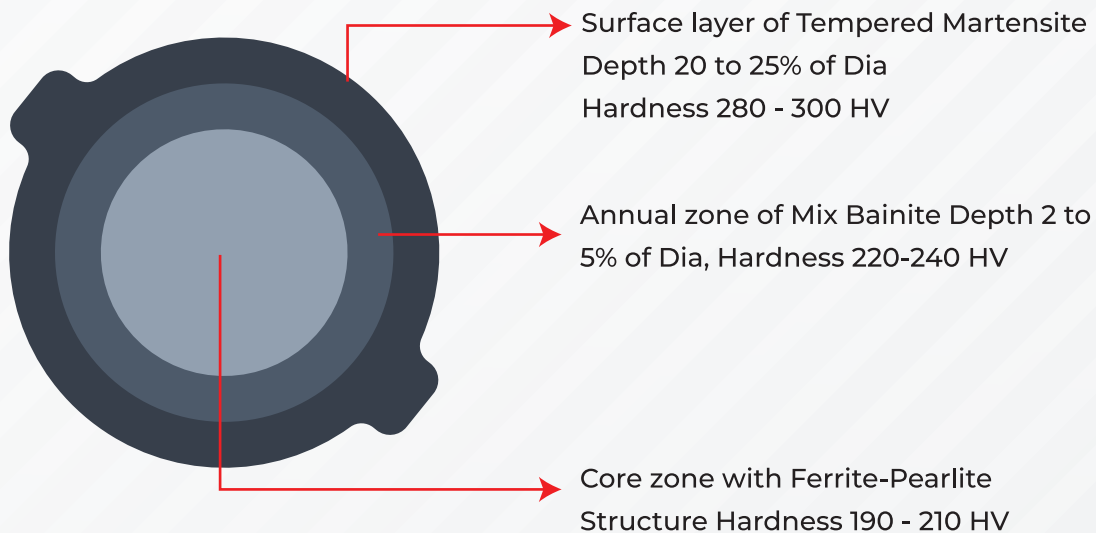 Surface layer of Tempered Martensite
Depth 20 to 25% of Dia
Hardness 280 - 300 HV
Annual zone of Mix Bainite Depth 2 to
5% of Dia, Hardness 220-240 HV
Core zone with Ferrite-Pearlite
Structure Hardness 190 - 210 HV